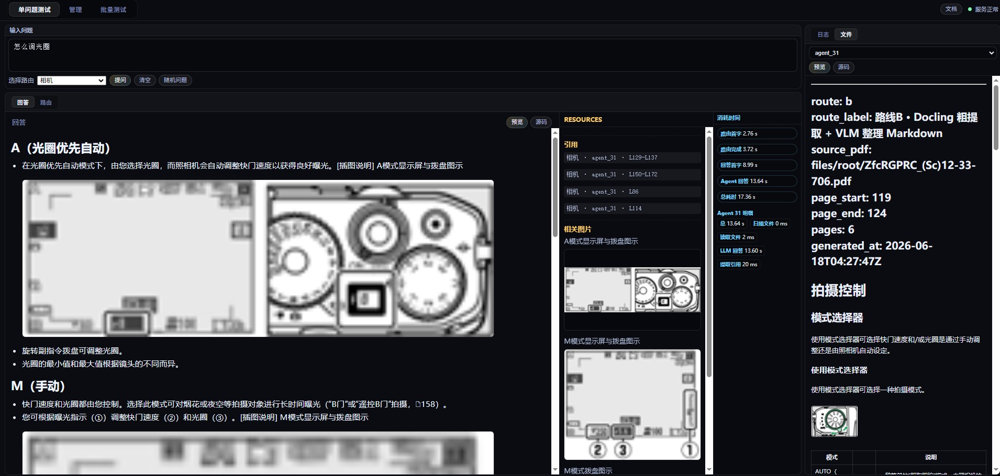 单问题测试 管理 批量测试 文档 服务正常
输入问题
怎么调光圈
选择路由 相机 提问 清空 随机问题
回答 路由
回答 预览 源码
A（光圈优先自动）
• 在光圈优先自动模式下，由您选择光圈，而照相机会自动调整快门速度以获得良好曝光。[插图说明] A模式显示屏与拨盘图示
• 旋转副指令拨盘可调整光圈。
• 光圈的最小值和最大值根据镜头的不同而异。
M（手动）
• 快门速度和光圈都由您控制。选择此模式可对烟花或夜空等拍摄对象进行长时间曝光（“B门”或“遥控B门”拍摄，158）。
• 您可根据曝光指示（①）调整快门速度（②）和光圈（③）。[插图说明] M模式显示屏与拨盘图示
RESOURCES
引用
相机 · agent_31 · L129-L137
相机 · agent_31 · L150-L172
相机 · agent_31 · L86
相机 · agent_31 · L114
相关图片
A模式显示屏与拨盘图示
M模式显示屏与拨盘图示
② ③ ①
M模式拨盘图示
消耗时间
路由首字 2.76 s
路由完成 3.72 s
回答首字 8.99 s
Agent 回答 13.64 s
总耗时 17.36 s
Agent 31 明细
总 13.64 s 扫描文件 0 ms
读取文件 2 ms
LLM 回答 13.60 s
提取引用 20 ms
日志 文件
agent_31
预览 源码
route: b
route_label: 路线B • Docling 粗提
取 + VLM 整理 Markdown
source_pdf:
files/root/ZfcRGPRC_(Sc)12-33-
706.pdf
page_start: 119
page_end: 124
pages: 6
generated_at: 2026-06-
18T04:27:47Z
拍摄控制
模式选择器
使用模式选择器可选择快门速度和/或光圈是通过手动调
整还是由照相机自动设定。
使用模式选择器
使用模式选择器可选择一种拍摄模式。
模式 说明
AUTO（